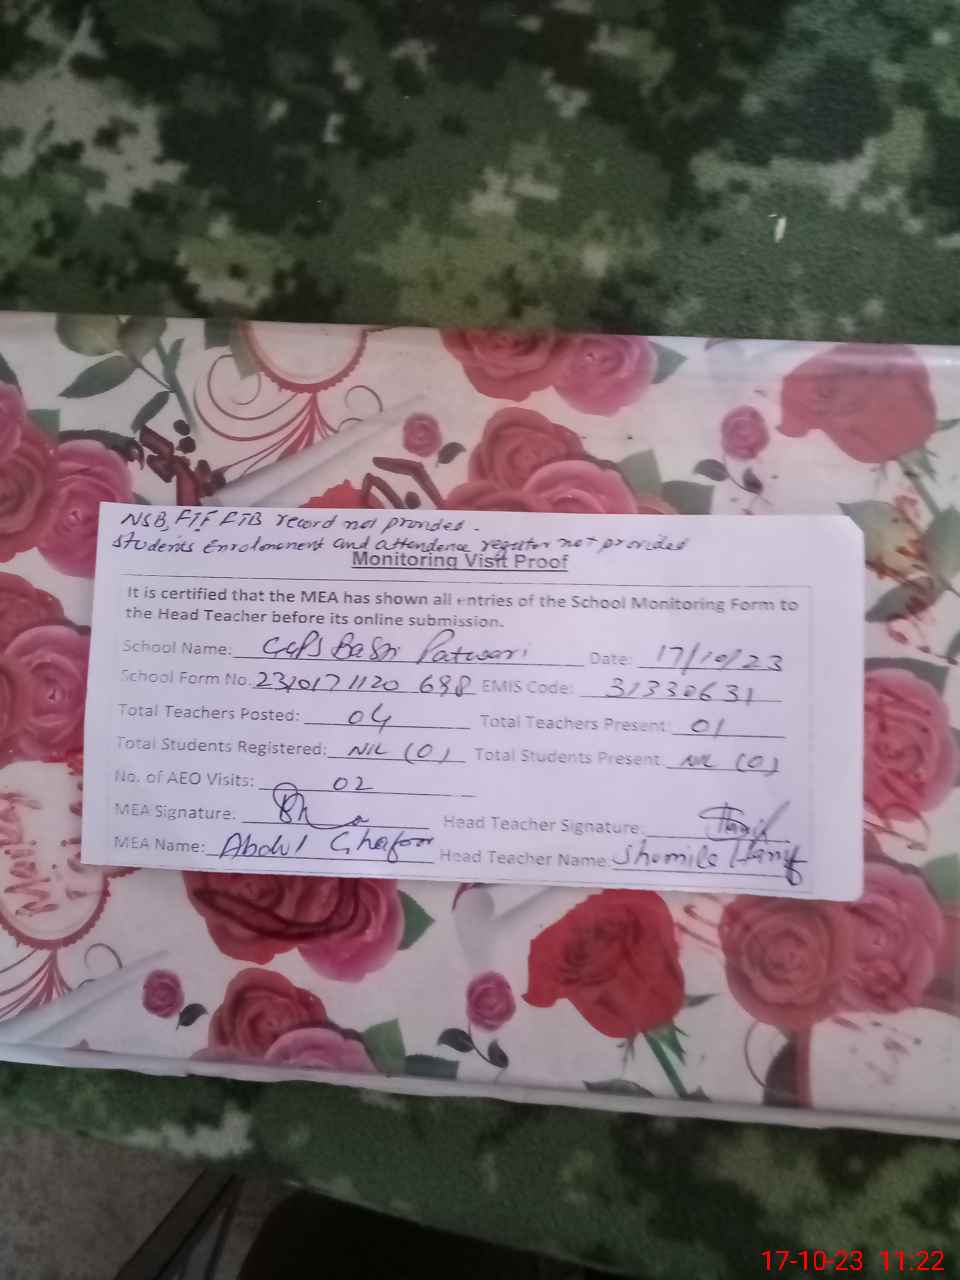 NSB, FTF FTB record not provided.
Students Enrolmenent and attendence register not provided
Monitoring Visit Proof
It is certified that the MEA has shown all entries of the School Monitoring Form to
the Head Teacher before its online submission.
School Name: GGPS Basti Patwari Date: 17/10/23
School Form No. 2310171120 698 EMIS Code: 31330631
Total Teachers Posted: 04 Total Teachers Present: 01
Total Students Registered: NIL (0) Total Students Present: NIL (0)
No. of AEO Visits: 02
MEA Signature: Head Teacher Signature:
MEA Name: Abdul Ghafoor Head Teacher Name: Shumila Hanif
17-10-23 11:22